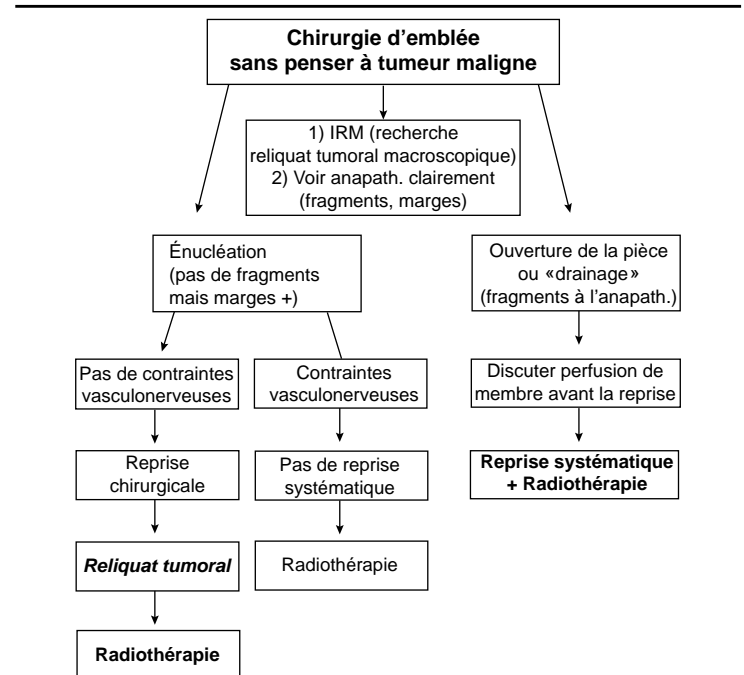 Chirurgie d'emblée
sans penser à tumeur maligne
1) IRM (recherche
reliquat tumoral macroscopique)
2) Voir anapath. clairement
(fragments, marges)
Énucléation
(pas de fragments
mais marges +)
Ouverture de la pièce
ou «drainage»
(fragments à l'anapath.)
Pas de contraintes
vasculonerveuses
Contraintes
vasculonerveuses
Discuter perfusion de
membre avant la reprise
Reprise
chirurgicale
Pas de reprise
systématique
Reprise systématique
+ Radiothérapie
Reliquat tumoral
Radiothérapie
Radiothérapie